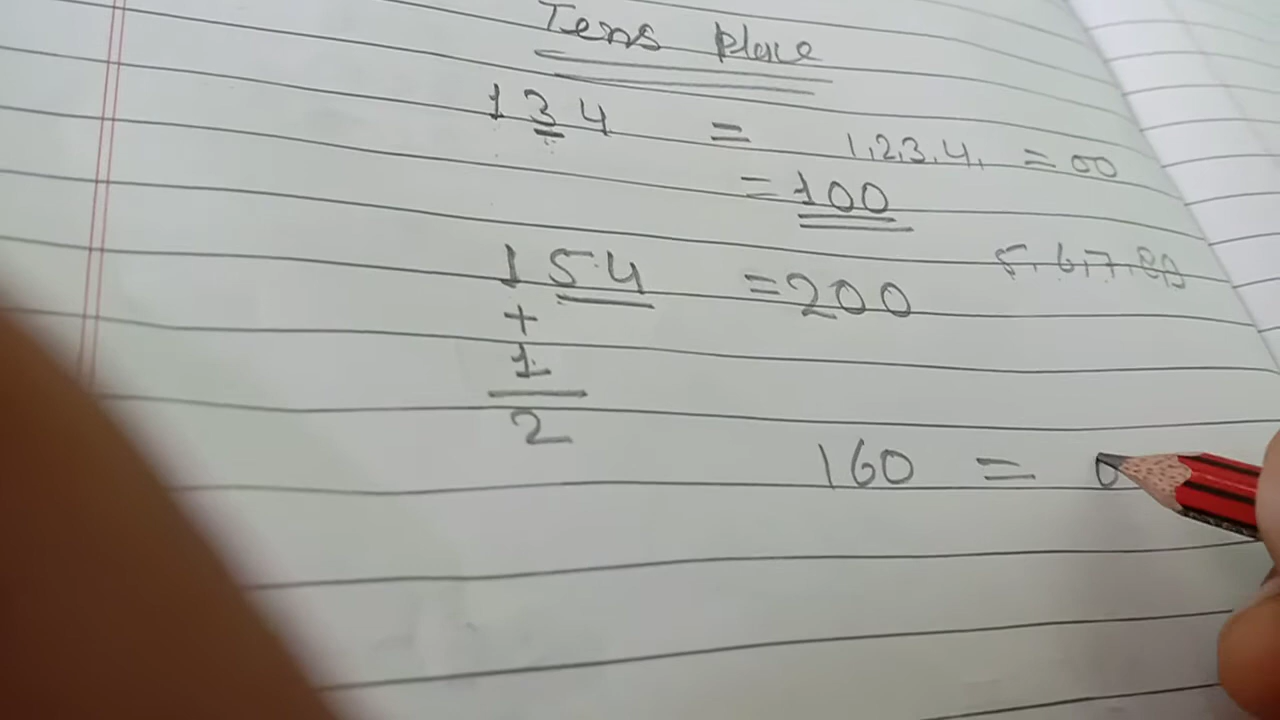 Tens Place
134 = 1,2,3,4, = 00
= 100
154 = 200 5,6,7,8,9
+
1
2
160 = 0